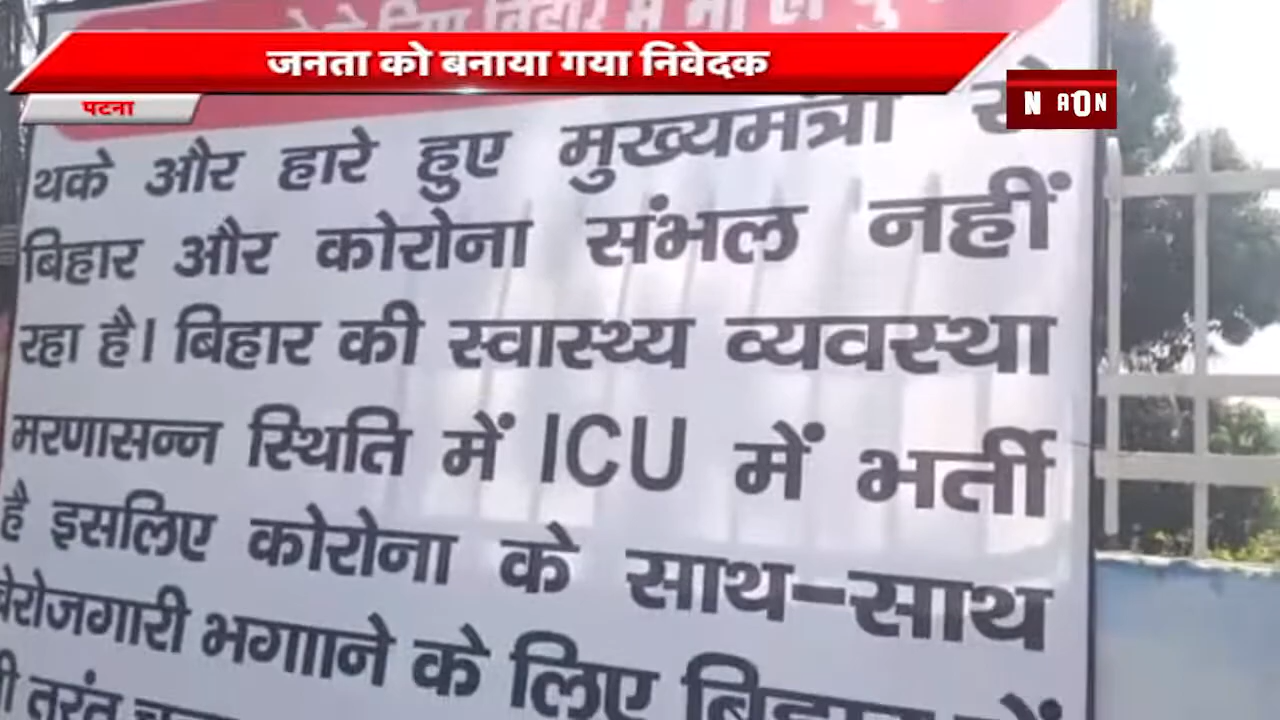 के लिए बिहार में भी हो
जनता को बनाया गया निवेदक
पटना
N AON
थके और हारे हुए मुख्यमंत्री से
बिहार और कोरोना संभल नहीं
रहा है। बिहार की स्वास्थ्य व्यवस्था
मरणासन्न स्थिति में ICU में भर्ती
है इसलिए कोरोना के साथ-साथ
बेरोजगारी भगााने के लिए बिहार में
तुरंत